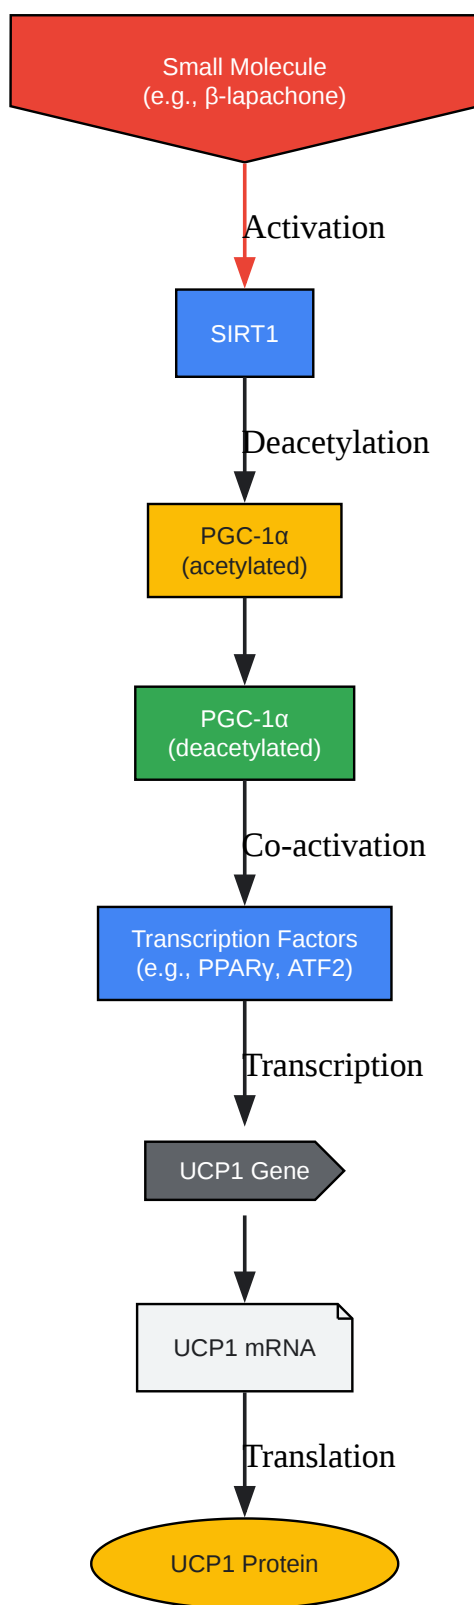 Small Molecule
(e.g., β-lapachone)
Activation
SIRT1
Deacetylation
PGC-1α
(acetylated)
PGC-1α
(deacetylated)
Co-activation
Transcription Factors
(e.g., PPARγ, ATF2)
Transcription
UCP1 Gene
UCP1 mRNA
Translation
UCP1 Protein